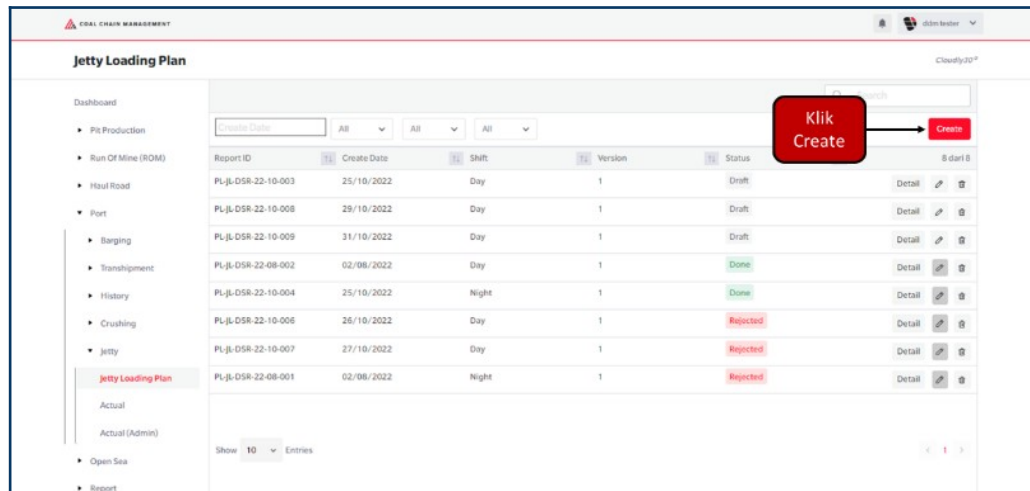 COAL CHAIN MANAGEMENT
ddm tester
Jetty Loading Plan
Cloudy30°
Dashboard
Search
Pit Production
Create Date
All
All
All
Klik
Create
Create
Run Of Mine (ROM)
Report ID Create Date Shift Version Status 8 dari 8
Haul Road
PL-JL-DSR-22-10-003 25/10/2022 Day 1 Draft Detail
Port
PL-JL-DSR-22-10-008 29/10/2022 Day 1 Draft Detail
Barging
PL-JL-DSR-22-10-009 31/10/2022 Day 1 Draft Detail
Transhipment
PL-JL-DSR-22-08-002 02/08/2022 Day 1 Done Detail
History
PL-JL-DSR-22-10-004 25/10/2022 Night 1 Done Detail
Crushing
PL-JL-DSR-22-10-006 26/10/2022 Day 1 Rejected Detail
Jetty
PL-JL-DSR-22-10-007 27/10/2022 Day 1 Rejected Detail
Jetty Loading Plan
PL-JL-DSR-22-08-001 02/08/2022 Night 1 Rejected Detail
Actual
Actual (Admin)
Show 10 Entries
< 1 >
Open Sea
Report